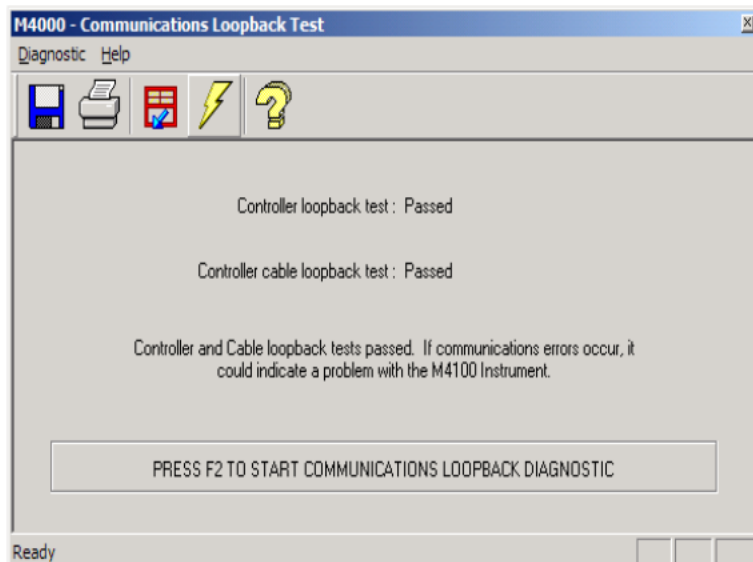 M4000 - Communications Loopback Test
Diagnostic Help
Controller loopback test : Passed
Controller cable loopback test : Passed
Controller and Cable loopback tests passed. If communications errors occur, it
could indicate a problem with the M4100 Instrument.
PRESS F2 TO START COMMUNICATIONS LOOPBACK DIAGNOSTIC
Ready